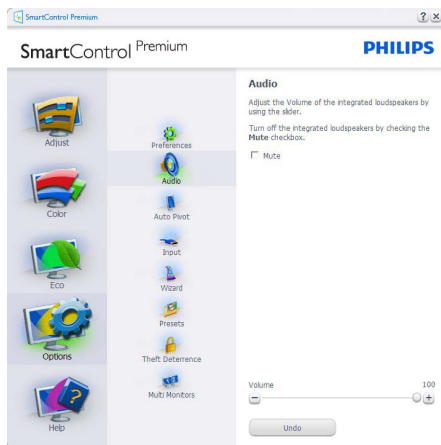 SmartControl Premium
SmartControl Premium
PHILIPS
Adjust
Color
Eco
Options
Help
Preferences
Audio
Auto Pivot
Input
Wizard
Presets
Theft Deterrence
Multi Monitors
Audio
Adjust the Volume of the integrated loudspeakers by
using the slider.
Turn off the integrated loudspeakers by checking the
Mute checkbox.
Mute
Volume 100
Undo